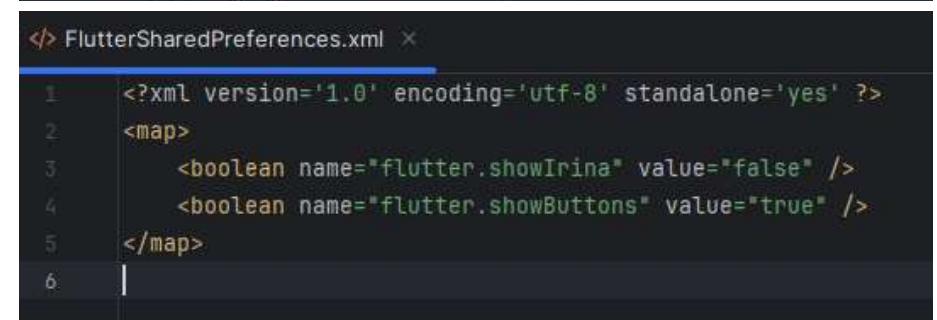 </> FlutterSharedPreferences.xml ×
1 <?xml version='1.0' encoding='utf-8' standalone='yes' ?>
2 <map>
3 <boolean name="flutter.showIrina" value="false" />
4 <boolean name="flutter.showButtons" value="true" />
5 </map>
6